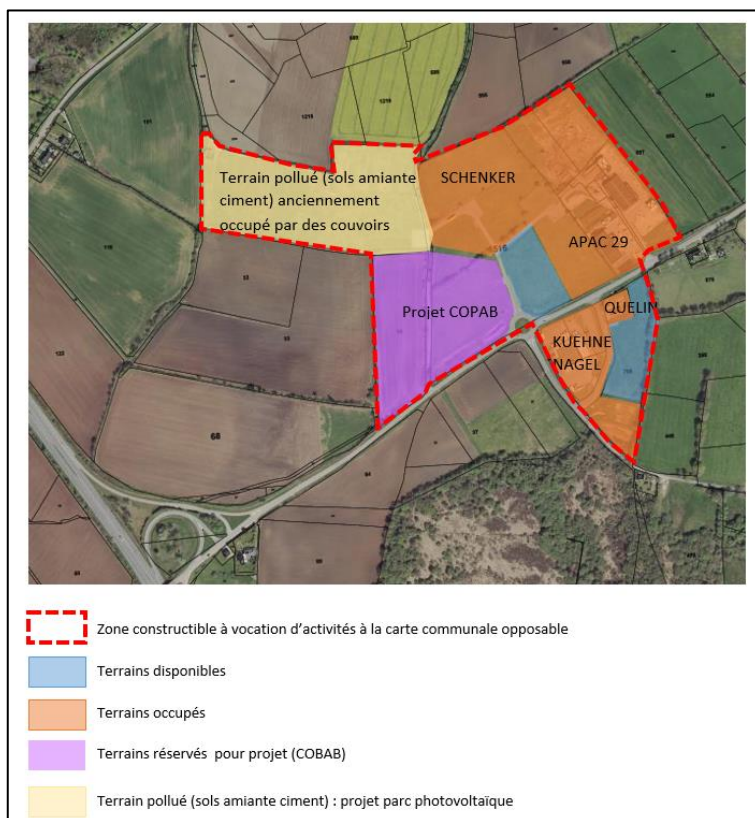 SCHENKER
Terrain pollué (sols amiante
ciment) anciennement
occupé par des couvoirs
APAC 29
Projet COPAB
QUELIN
KUEHNE
NAGEL
68
Zone constructible à vocation d’activités à la carte communale opposable
Terrains disponibles
Terrains occupés
Terrains réservés pour projet (COBAB)
Terrain pollué (sols amiante ciment) : projet parc photovoltaïque